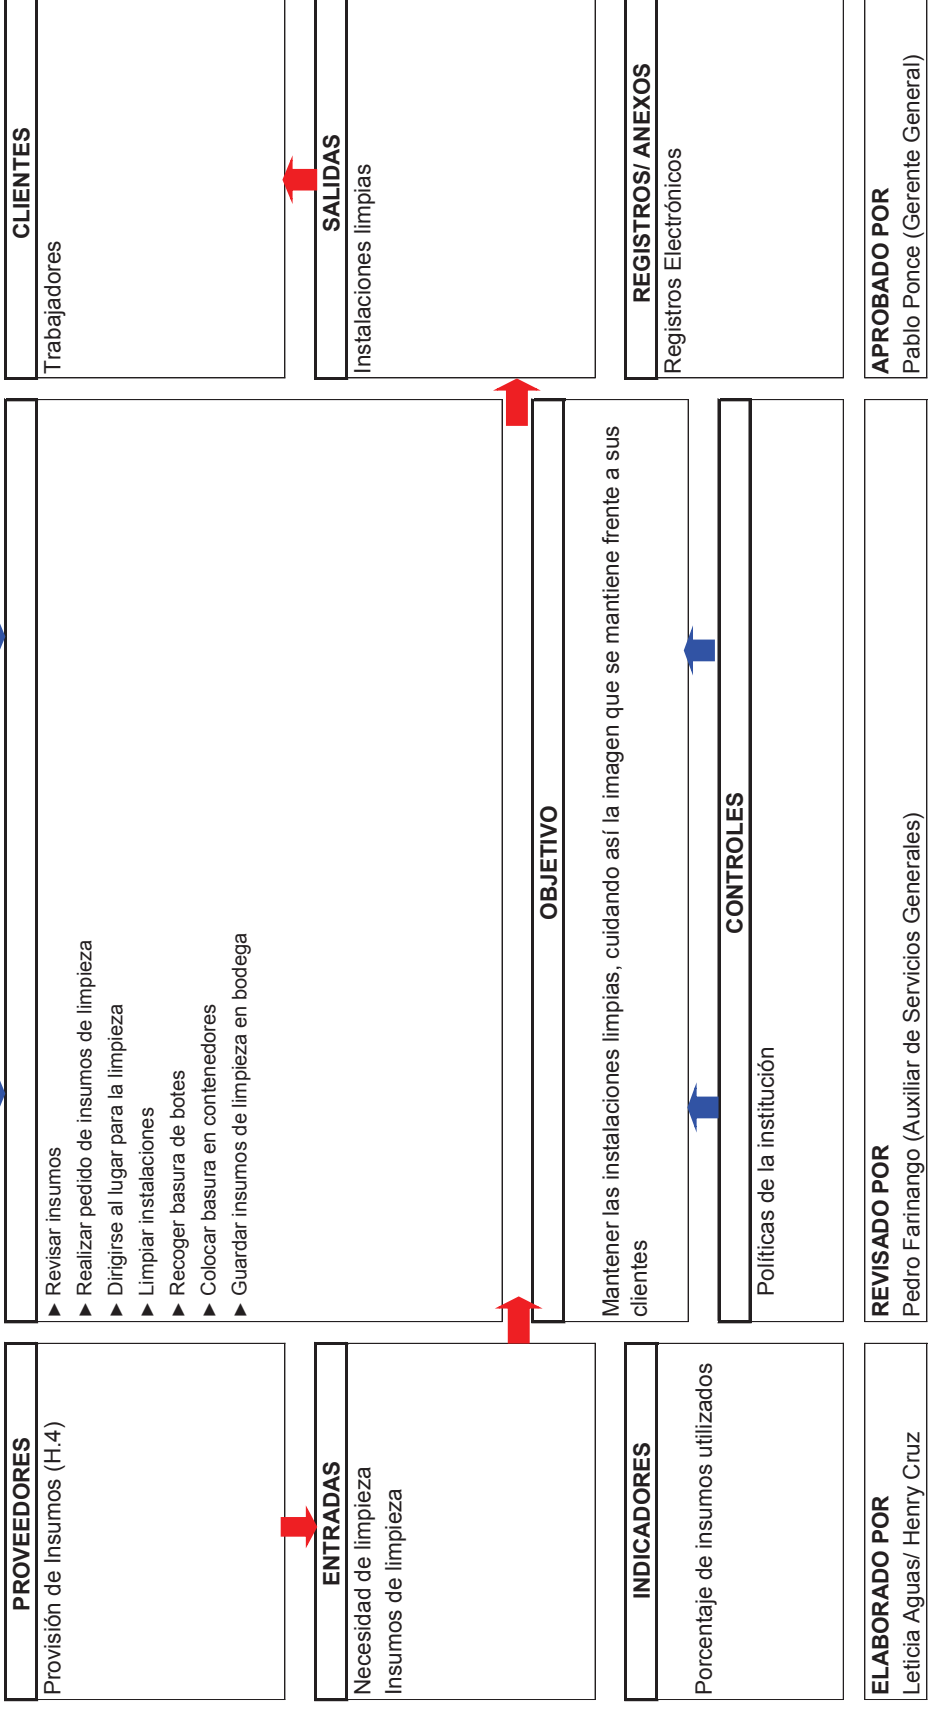 PROVEEDORES
Provisión de Insumos (H.4)
ENTRADAS
Necesidad de limpieza
Insumos de limpieza
INDICADORES
Porcentaje de insumos utilizados
ELABORADO POR
Leticia Aguas/ Henry Cruz
► Revisar insumos
► Realizar pedido de insumos de limpieza
► Dirigirse al lugar para la limpieza
► Limpiar instalaciones
► Recoger basura de botes
► Colocar basura en contenedores
► Guardar insumos de limpieza en bodega
OBJETIVO
Mantener las instalaciones limpias, cuidando así la imagen que se mantiene frente a sus
clientes
CONTROLES
Políticas de la institución
REVISADO POR
Pedro Farinango (Auxiliar de Servicios Generales)
CLIENTES
Trabajadores
SALIDAS
Instalaciones limpias
REGISTROS/ ANEXOS
Registros Electrónicos
APROBADO POR
Pablo Ponce (Gerente General)